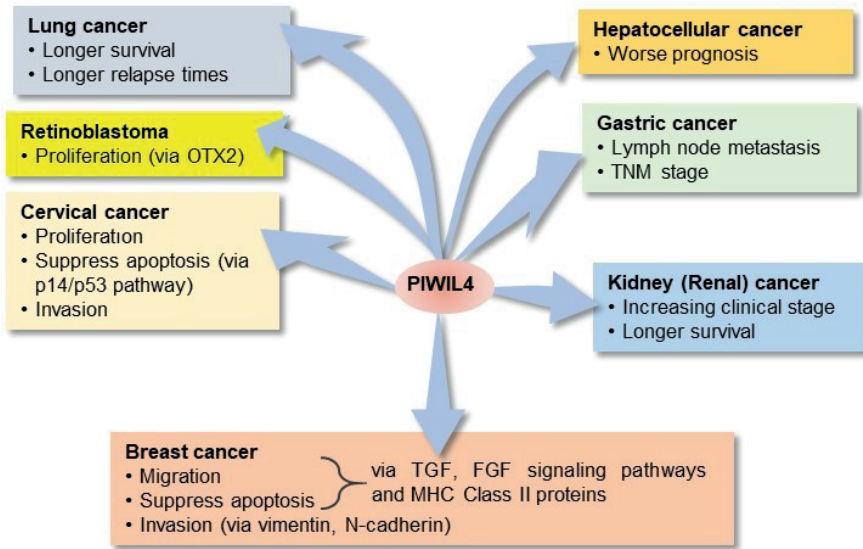 Lung cancer
• Longer survival
• Longer relapse times
Retinoblastoma
• Proliferation (via OTX2)
Cervical cancer
• Proliferation
• Suppress apoptosis (via
p14/p53 pathway)
• Invasion
Hepatocellular cancer
• Worse prognosis
Gastric cancer
• Lymph node metastasis
• TNM stage
Kidney (Renal) cancer
• Increasing clinical stage
• Longer survival
PIWIL4
Breast cancer
• Migration
• Suppress apoptosis
via TGF, FGF signaling pathways
and MHC Class II proteins
• Invasion (via vimentin, N-cadherin)